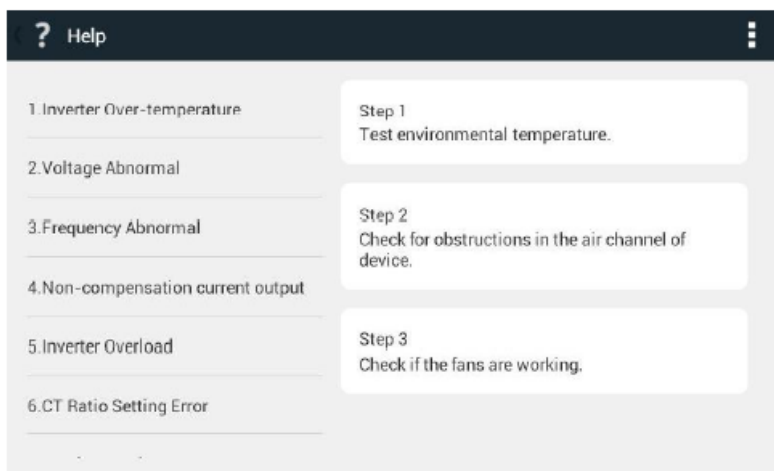 ? Help
1.Inverter Over-temperature
2.Voltage Abnormal
3.Frequency Abnormal
4.Non-compensation current output
5.Inverter Overload
6.CT Ratio Setting Error
Step 1
Test environmental temperature.
Step 2
Check for obstructions in the air channel of
device.
Step 3
Check if the fans are working.